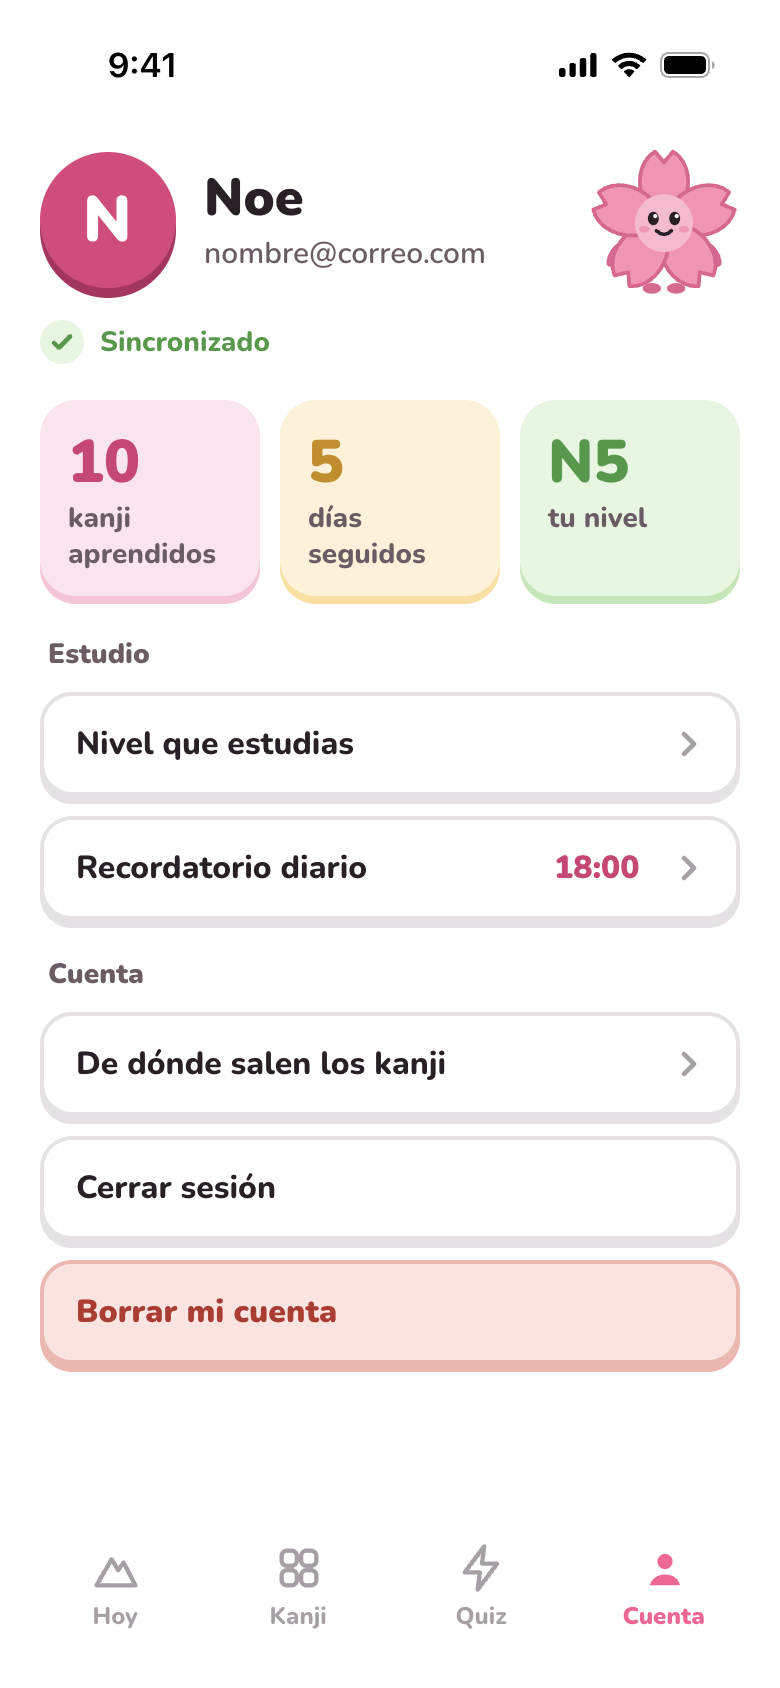 9:41
N
Noe
nombre@correo.com
Sincronizado
10
kanji
aprendidos
5
días
seguidos
N5
tu nivel
Estudio
Nivel que estudias
Recordatorio diario 18:00
Cuenta
De dónde salen los kanji
Cerrar sesión
Borrar mi cuenta
Hoy Kanji Quiz Cuenta